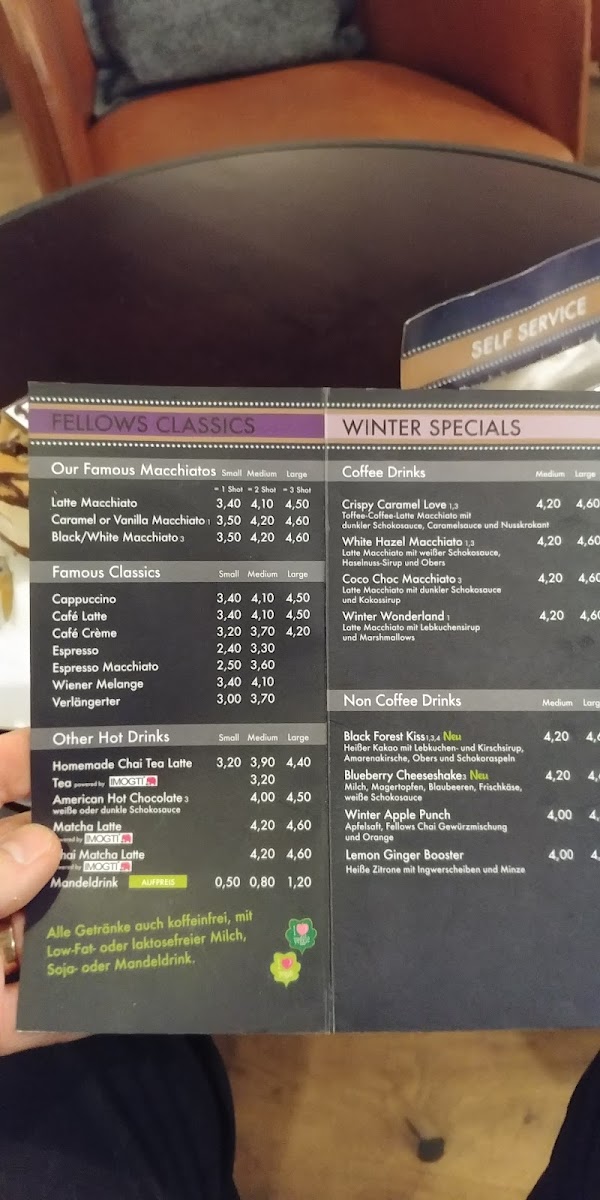 SELF SERVICE
FELLOWS CLASSICS
Our Famous Macchiatos Small Medium Large
= 1 Shot = 2 Shot = 3 Shot
Latte Macchiato 3,40 4,10 4,50
Caramel or Vanilla Macchiato 1 3,50 4,20 4,60
Black/White Macchiato 3 3,50 4,20 4,60
Famous Classics Small Medium Large
Cappuccino 3,40 4,10 4,50
Café Latte 3,40 4,10 4,50
Café Crème 3,20 3,70 4,20
Espresso 2,40 3,30
Espresso Macchiato 2,50 3,60
Wiener Melange 3,40 4,10
Verlängerter 3,00 3,70
Other Hot Drinks Small Medium Large
Homemade Chai Tea Latte 3,20 3,90 4,40
Tea powered by IMOGTI 3,20
American Hot Chocolate 3 4,00 4,50
weiße oder dunkle Schokosauce
Matcha Latte 4,20 4,60
IMOGTI
hai Matcha Latte 4,20 4,60
IMOGTI
Mandeldrink AUFPREIS 0,50 0,80 1,20
Alle Getränke auch koffeinfrei, mit
Low-Fat- oder laktosefreier Milch,
Soja- oder Mandeldrink.
WINTER SPECIALS
Coffee Drinks Medium Large
Crispy Caramel Love 1,3 4,20 4,60
Toffee-Coffee-Latte Macchiato mit
dunkler Schokosauce, Caramelsauce und Nusskrokant
White Hazel Macchiato 1,3 4,20 4,60
Latte Macchiato mit weißer Schokosauce,
Haselnuss-Sirup und Obers
Coco Choc Macchiato 3 4,20 4,60
Latte Macchiato mit dunkler Schokosauce
und Kokossirup
Winter Wonderland 1 4,20 4,60
Latte Macchiato mit Lebkuchensirup
und Marshmallows
Non Coffee Drinks Medium Larg
Black Forest Kiss 1,3,4 Neu 4,20 4,6
Heißer Kakao mit Lebkuchen- und Kirschsirup,
Amarenakirsche, Obers und Schokoraspeln
Blueberry Cheeseshake 3 Neu 4,20 4,
Milch, Magertopfen, Blaubeeren, Frischkäse,
weiße Schokosauce
Winter Apple Punch 4,00 4,
Apfelsaft, Fellows Chai Gewürzmischung
und Orange
Lemon Ginger Booster 4,00 4,
Heiße Zitrone mit Ingwerscheiben und Minze